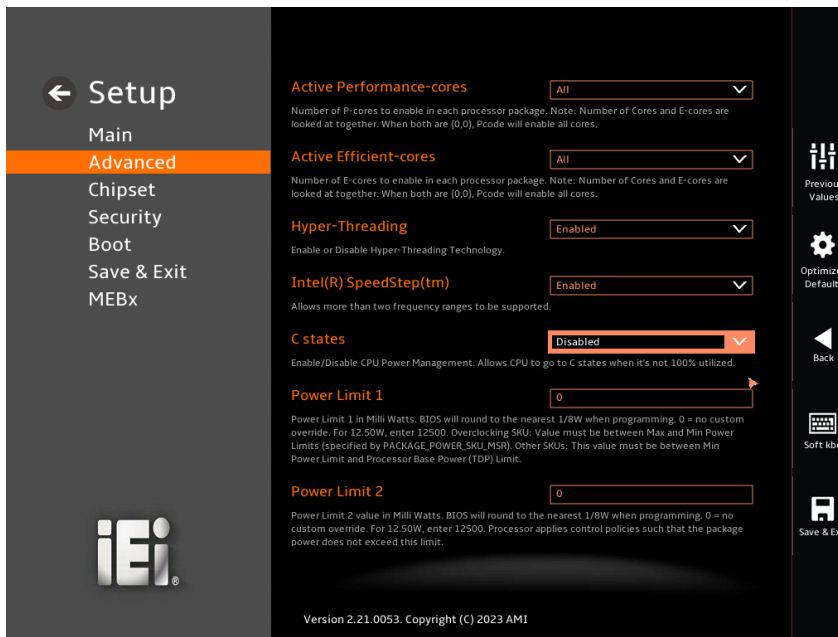 Setup
Main
Advanced
Chipset
Security
Boot
Save & Exit
MEBx
iEi
®
Active Performance-cores
All
Number of P-cores to enable in each processor package. Note: Number of Cores and E-cores are
looked at together. When both are {0,0}, Pcode will enable all cores.
Active Efficient-cores
All
Number of E-cores to enable in each processor package. Note: Number of Cores and E-cores are
looked at together. When both are {0,0}, Pcode will enable all cores.
Hyper-Threading
Enabled
Enable or Disable Hyper-Threading Technology.
Intel(R) SpeedStep(tm)
Enabled
Allows more than two frequency ranges to be supported.
C states
Disabled
Enable/Disable CPU Power Management. Allows CPU to go to C states when it's not 100% utilized.
Power Limit 1
0
Power Limit 1 in Milli Watts. BIOS will round to the nearest 1/8W when programming. 0 = no custom
override. For 12.50W, enter 12500. Overclocking SKU: Value must be between Max and Min Power
Limits (specified by PACKAGE_POWER_SKU_MSR). Other SKUs: This value must be between Min
Power Limit and Processor Base Power (TDP) Limit.
Power Limit 2
0
Power Limit 2 value in Milli Watts. BIOS will round to the nearest 1/8W when programming. 0 = no
custom override. For 12.50W, enter 12500. Processor applies control policies such that the package
power does not exceed this limit.
Version 2.21.0053. Copyright (C) 2023 AMI
Previou
Values
Optimize
Default
Back
Soft kb
Save & Ex